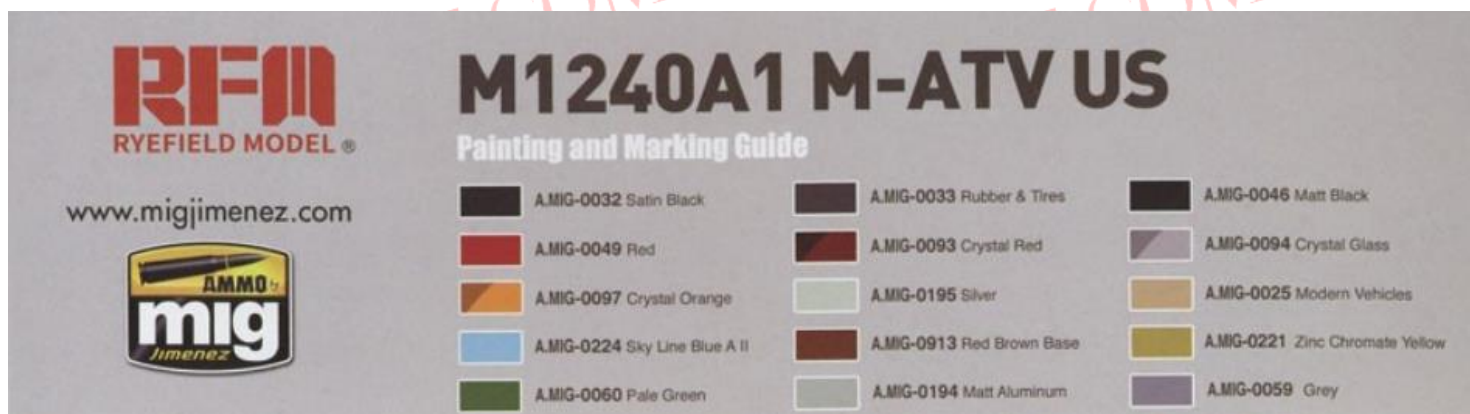 RFM
RYEFIELD MODEL ®
www.migjimenez.com
AMMO by
mig
Jimenez
M1240A1 M-ATV US
Painting and Marking Guide
A.MIG-0032 Satin Black
A.MIG-0033 Rubber & Tires
A.MIG-0046 Matt Black
A.MIG-0049 Red
A.MIG-0093 Crystal Red
A.MIG-0094 Crystal Glass
A.MIG-0097 Crystal Orange
A.MIG-0195 Silver
A.MIG-0025 Modern Vehicles
A.MIG-0224 Sky Line Blue A II
A.MIG-0913 Red Brown Base
A.MIG-0221 Zinc Chromate Yellow
A.MIG-0060 Pale Green
A.MIG-0194 Matt Aluminum
A.MIG-0059 Grey